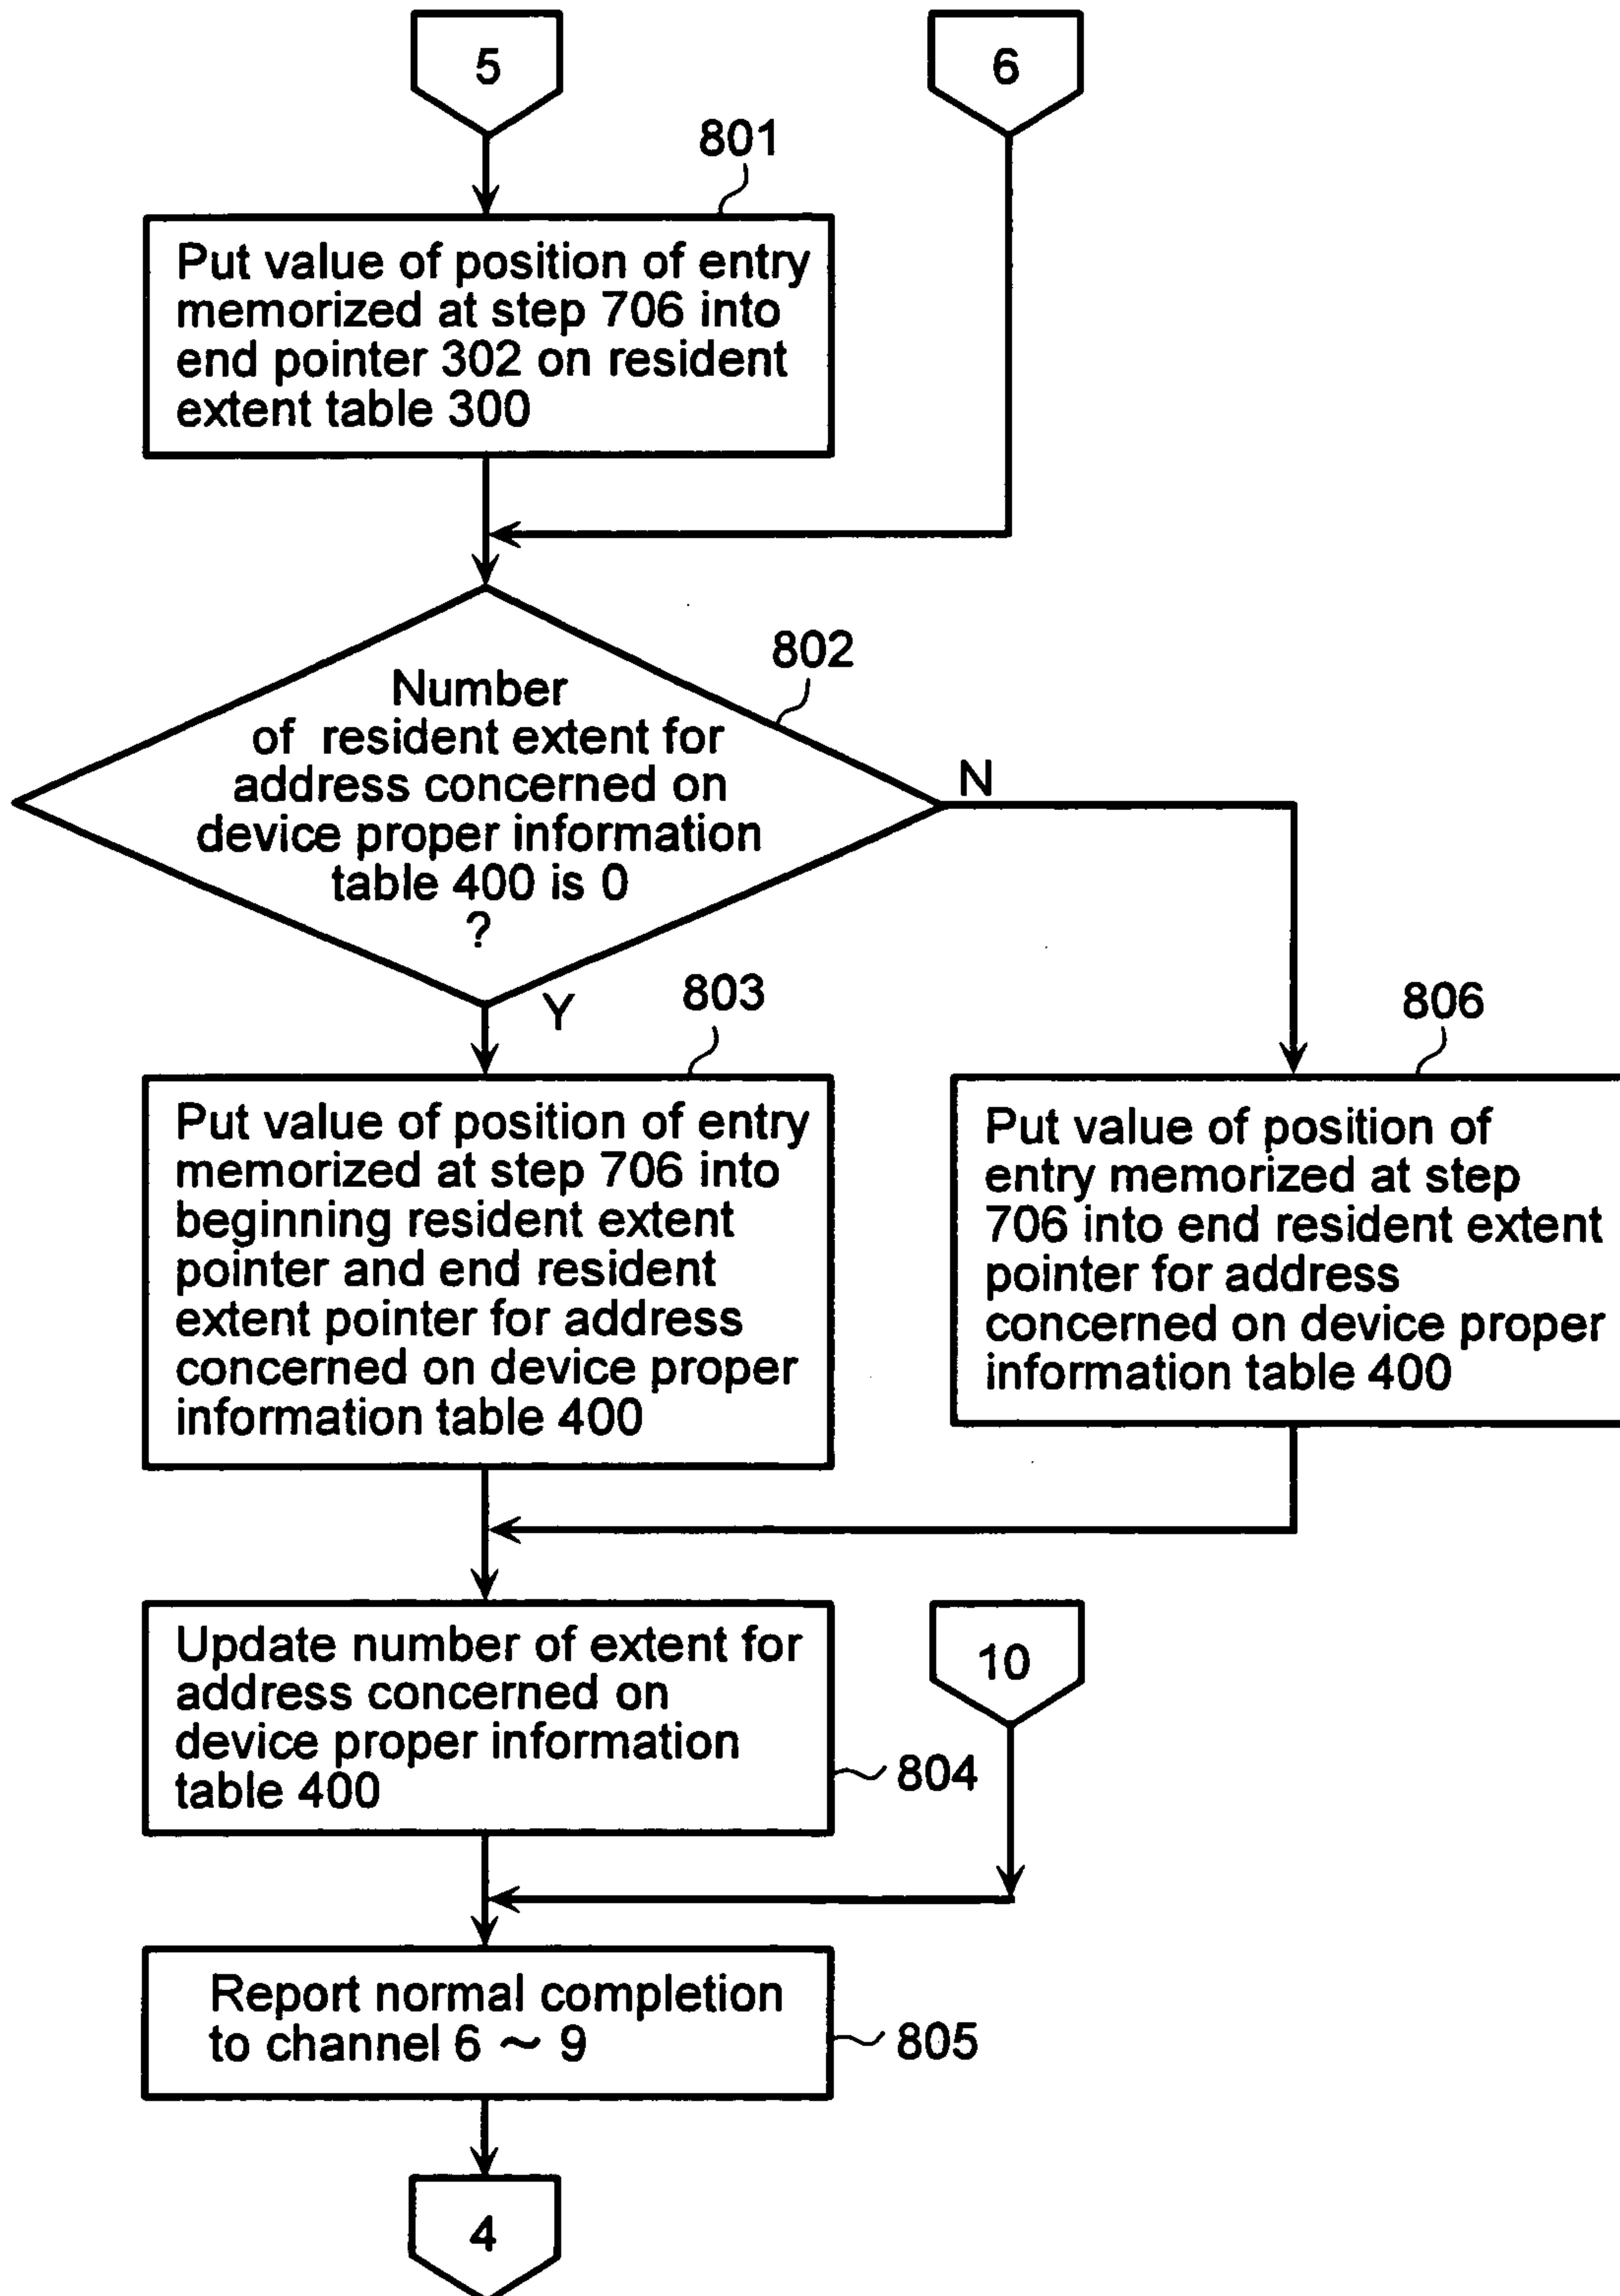 5
6
801
Put value of position of entry
memorized at step 706 into
end pointer 302 on resident
extent table 300
802
Number
of resident extent for
address concerned on
device proper information
table 400 is 0
?
N
Y
803
806
Put value of position of entry
memorized at step 706 into
beginning resident extent
pointer and end resident
extent pointer for address
concerned on device proper
information table 400
Put value of position of
entry memorized at step
706 into end resident extent
pointer for address
concerned on device proper
information table 400
Update number of extent for
address concerned on
device proper information
table 400
804
10
Report normal completion
to channel 6 ~ 9
805
4